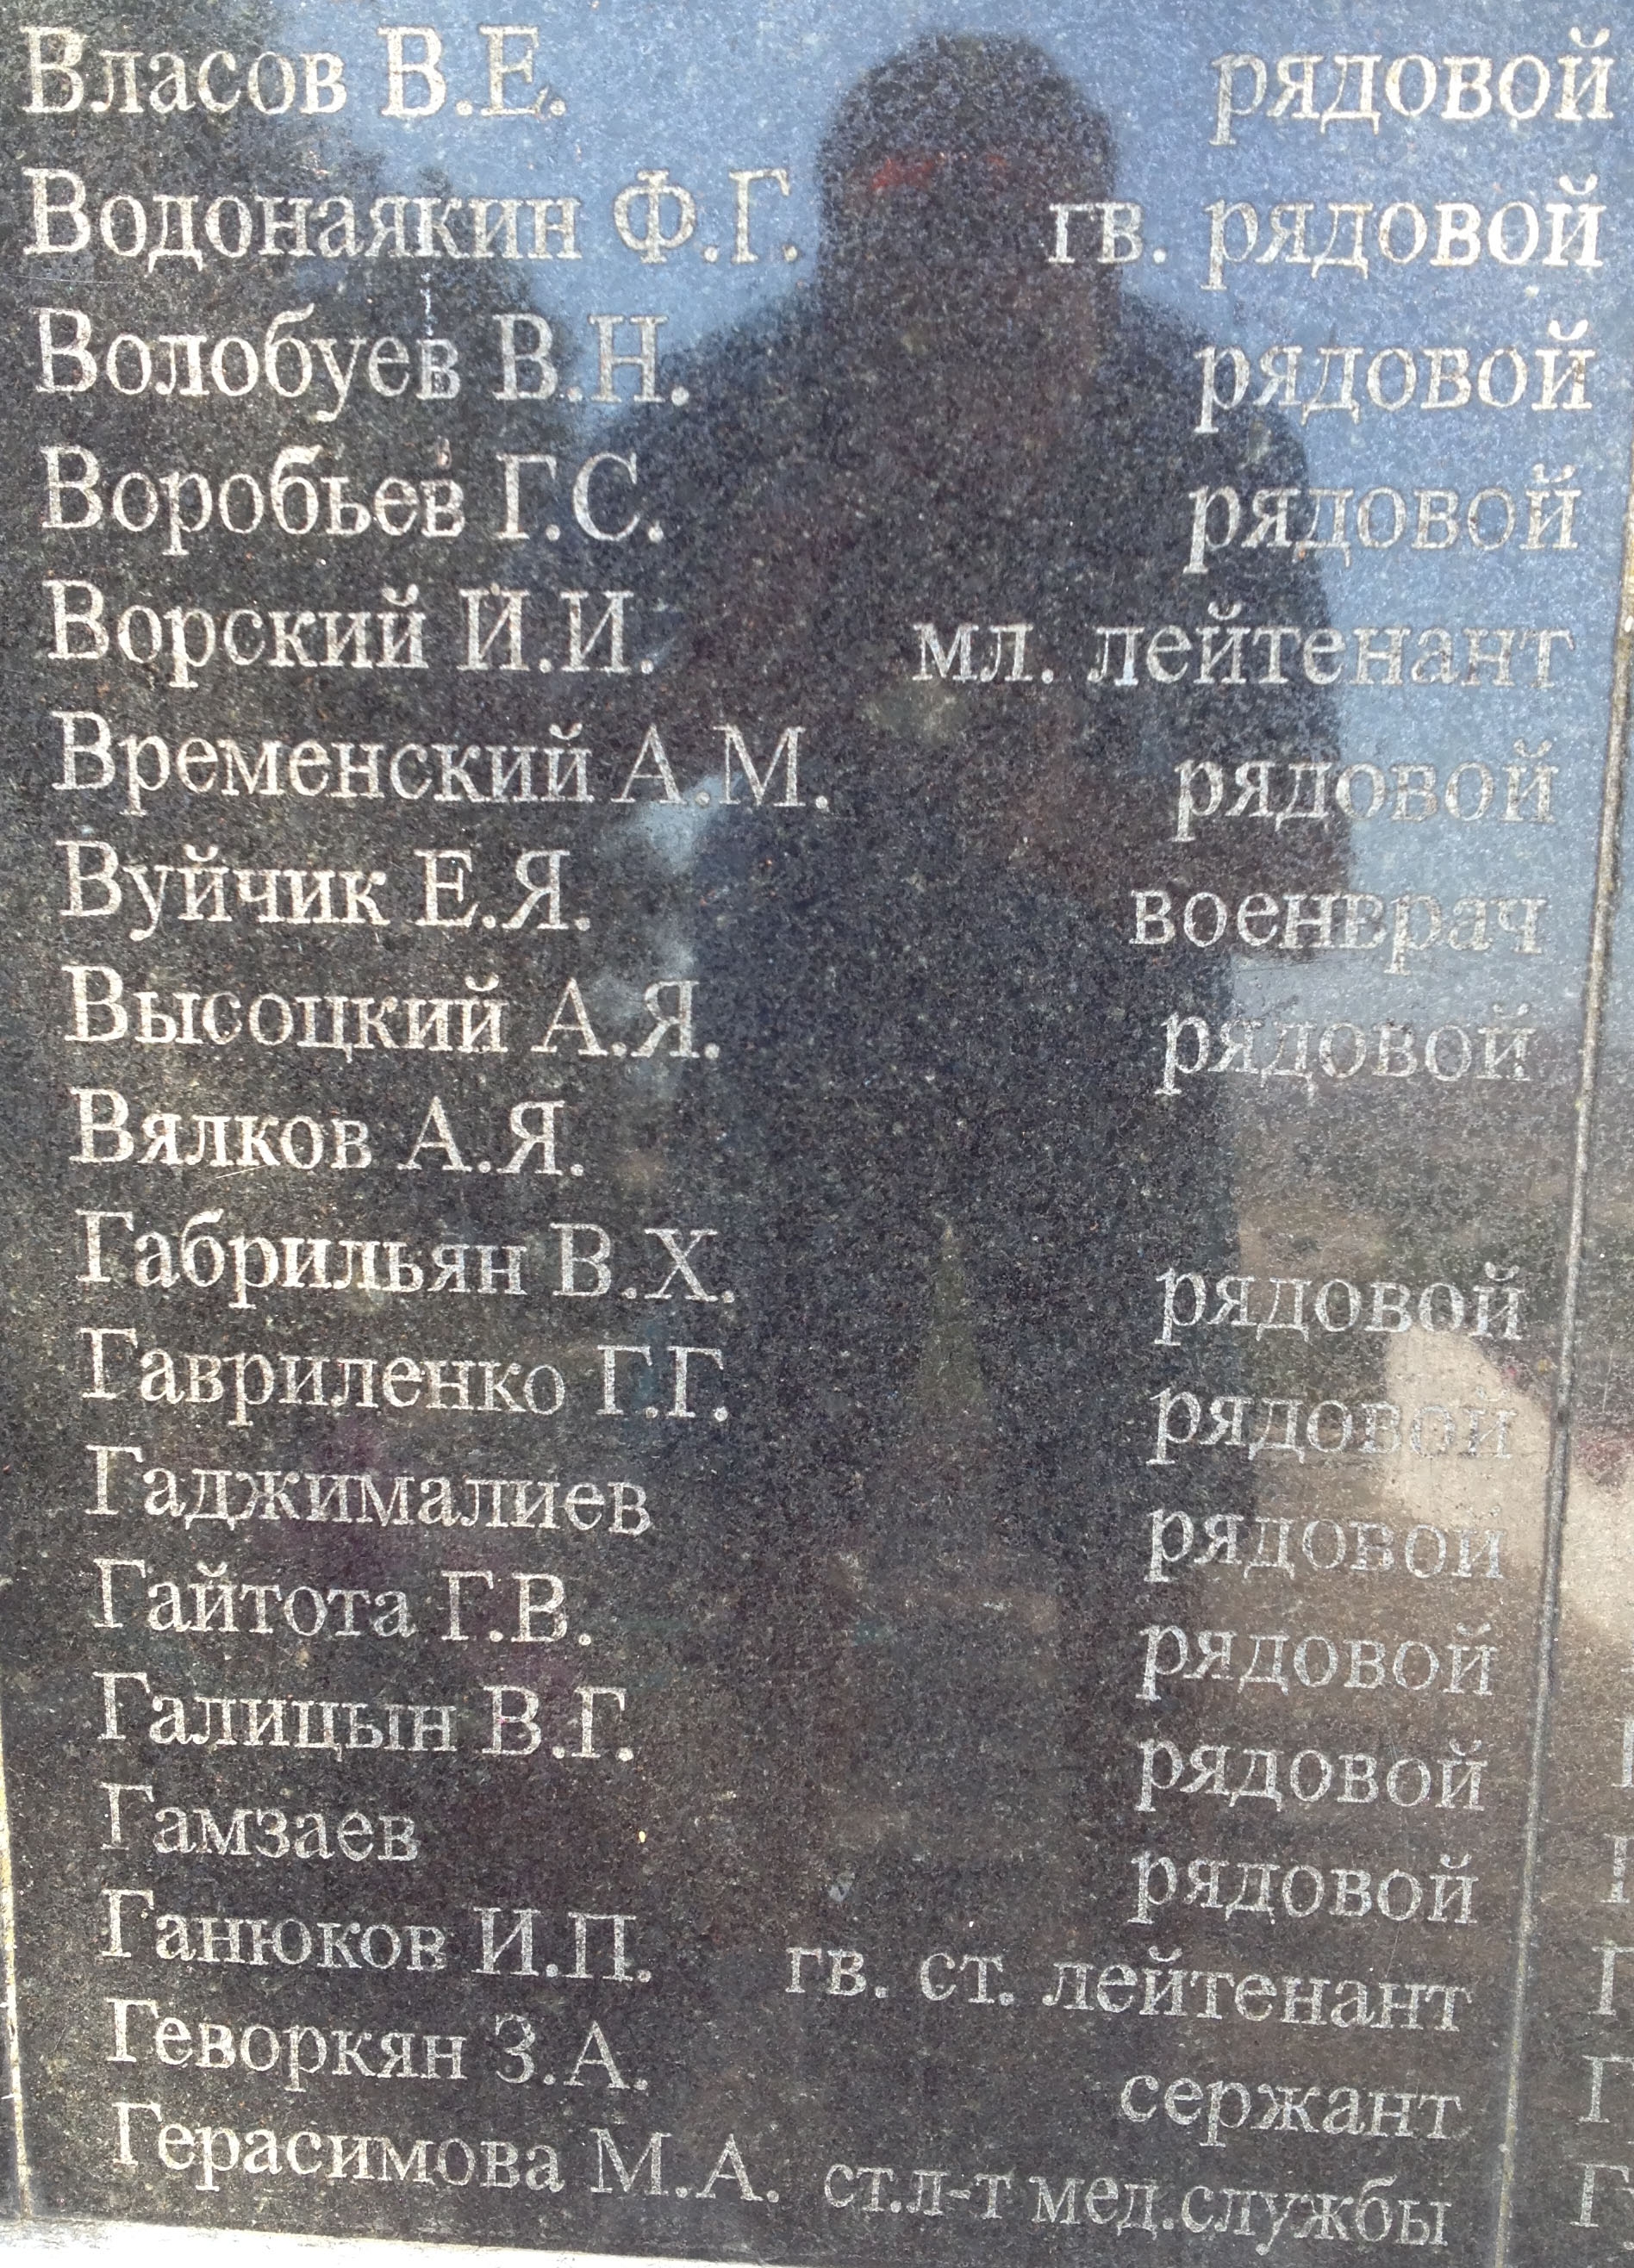 Власов В.Е. рядовой
Водонаякин Ф.Г. гв. рядовой
Волобуев В.Н. рядовой
Воробьев Г.С. рядовой
Ворский И.И. мл. лейтенант
Временский А.М. рядовой
Вуйчик Е.Я. военврач
Высоцкий А.Я. рядовой
Вялков А.Я.
Габрильян В.Х. рядовой
Гавриленко Г.Г. рядовой
Гаджималиев рядовой
Гайтота Г.В. рядовой
Галицын В.Г. рядовой
Гамзаев рядовой
Ганюков И.П. гв. ст. лейтенант
Геворкян З.А. сержант
Герасимова М.А. ст.л-т мед.службы